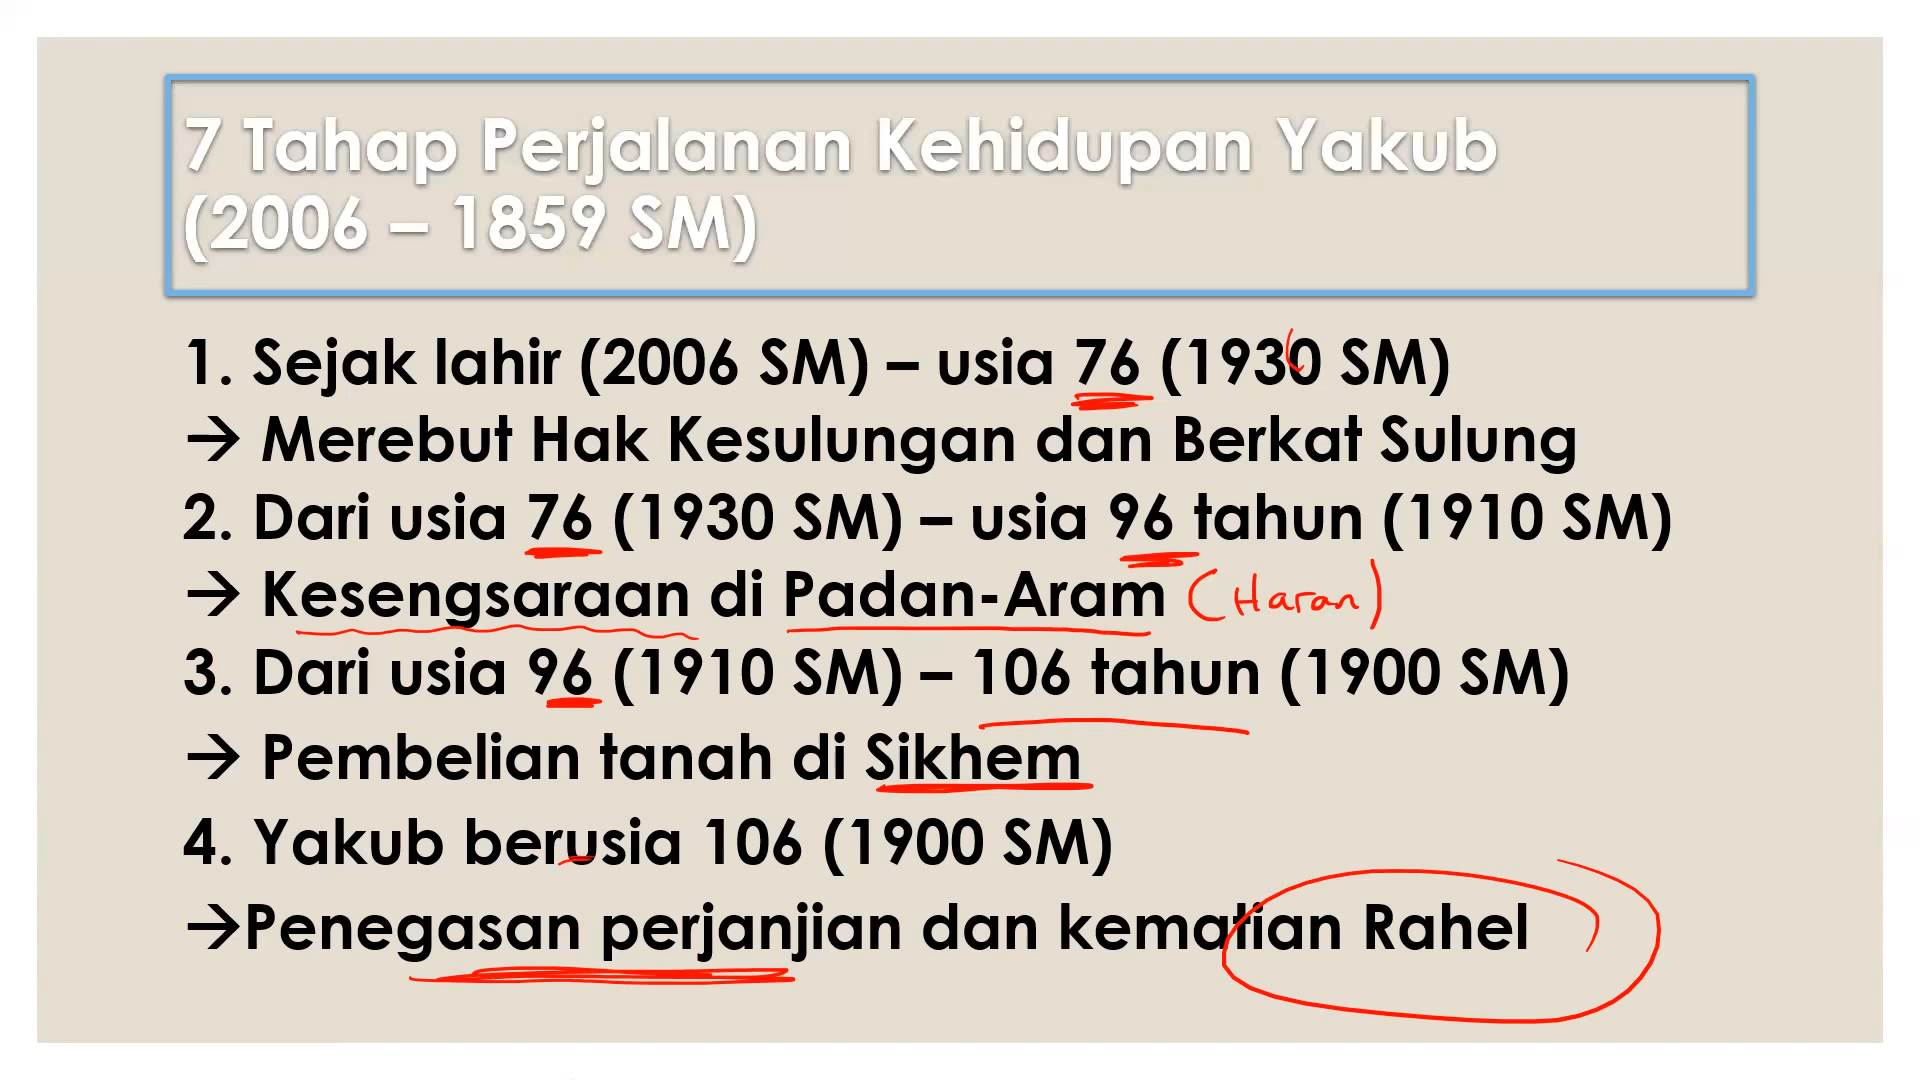 7 Tahap Perjalanan Kehidupan Yakub
(2006 – 1859 SM)
1. Sejak lahir (2006 SM) – usia 76 (1930 SM)
→ Merebut Hak Kesulungan dan Berkat Sulung
2. Dari usia 76 (1930 SM) – usia 96 tahun (1910 SM)
→ Kesengsaraan di Padan-Aram (Haran)
3. Dari usia 96 (1910 SM) – 106 tahun (1900 SM)
→ Pembelian tanah di Sikhem
4. Yakub berusia 106 (1900 SM)
→Penegasan perjanjian dan kematian Rahel